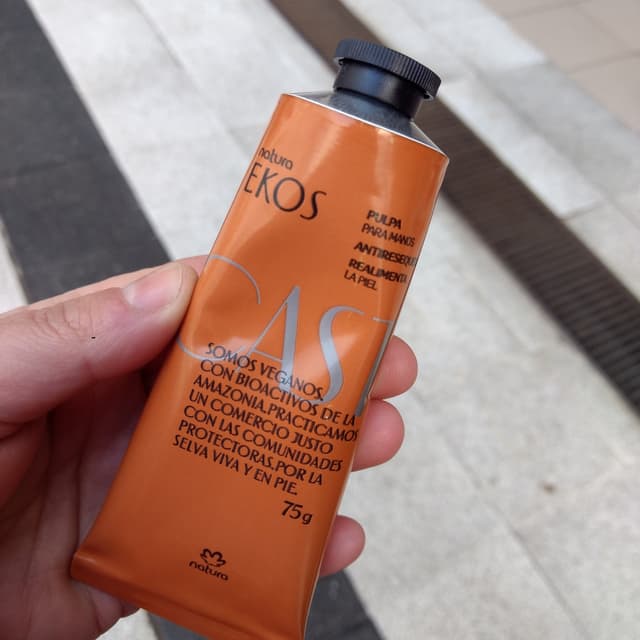 natura
EKOS
PULPA
PARA MANOS
REALIMENTA
LA PIEL
SOMOS VEGANOS,
CON BIOACTIVOS DE LA
AMAZONIA.PRACTICAMOS
UN COMERCIO JUSTO
CON LAS COMUNIDADES
PROTECTORAS.POR LA
SELVA VIVA Y EN PIE.
75g
natura